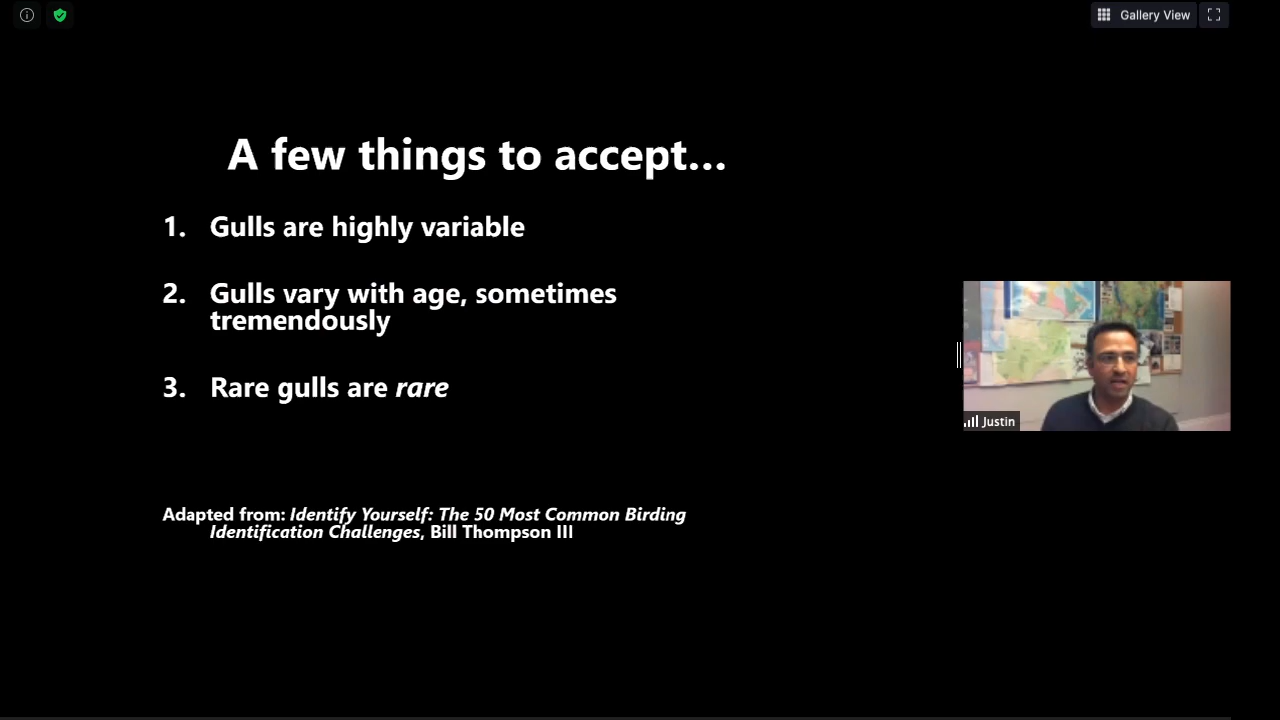 Gallery View
A few things to accept...
1. Gulls are highly variable
2. Gulls vary with age, sometimes
tremendously
3. Rare gulls are rare
Justin
Adapted from: Identify Yourself: The 50 Most Common Birding
Identification Challenges, Bill Thompson III